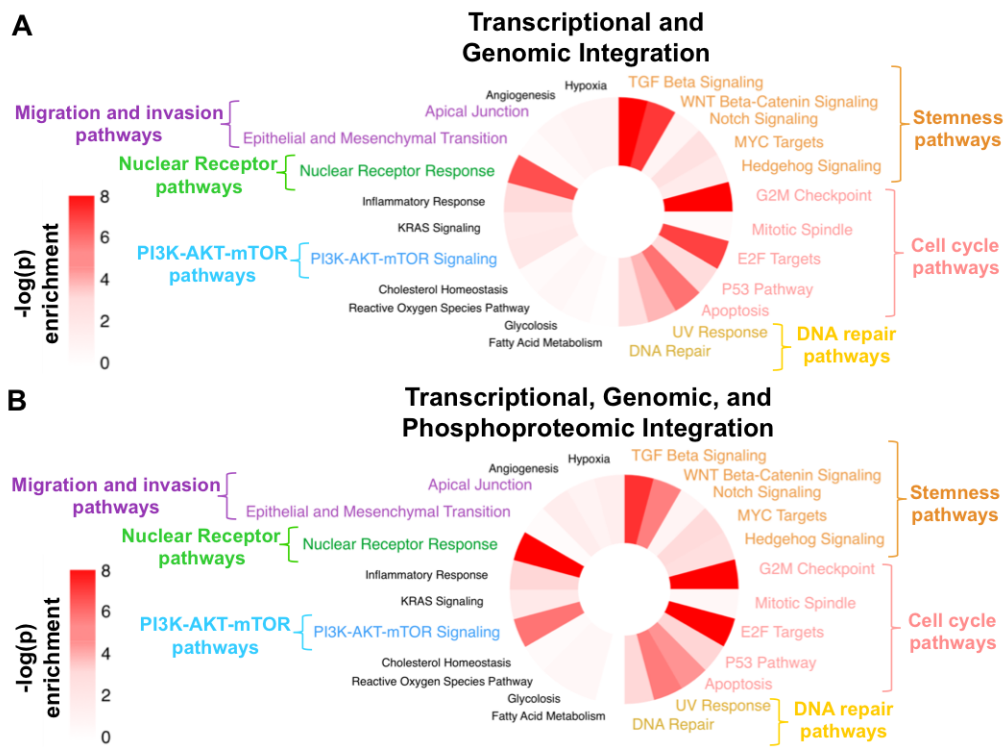 A
Transcriptional and
Genomic Integration
Hypoxia
TGF Beta Signaling
Angiogenesis
WNT Beta-Catenin Signaling
Migration and invasion
pathways
Apical Junction
Notch Signaling
Stemness
pathways
Epithelial and Mesenchymal Transition
MYC Targets
Nuclear Receptor
pathways
Nuclear Receptor Response
Hedgehog Signaling
8
6
4
2
0
-log(p)
enrichment
Inflammatory Response
G2M Checkpoint
KRAS Signaling
Mitotic Spindle
Cell cycle
pathways
PI3K-AKT-mTOR
pathways
PI3K-AKT-mTOR Signaling
E2F Targets
Cholesterol Homeostasis
P53 Pathway
Reactive Oxygen Species Pathway
Apoptosis
Glycolosis
UV Response
DNA repair
pathways
Fatty Acid Metabolism
DNA Repair
B
Transcriptional, Genomic, and
Phosphoproteomic Integration
Hypoxia
TGF Beta Signaling
Angiogenesis
WNT Beta-Catenin Signaling
Migration and invasion
pathways
Apical Junction
Notch Signaling
Stemness
pathways
Epithelial and Mesenchymal Transition
MYC Targets
Nuclear Receptor
pathways
Nuclear Receptor Response
Hedgehog Signaling
8
6
4
2
0
-log(p)
enrichment
Inflammatory Response
G2M Checkpoint
KRAS Signaling
Mitotic Spindle
Cell cycle
pathways
PI3K-AKT-mTOR
pathways
PI3K-AKT-mTOR Signaling
E2F Targets
Cholesterol Homeostasis
P53 Pathway
Reactive Oxygen Species Pathway
Apoptosis
Glycolosis
UV Response
DNA repair
pathways
Fatty Acid Metabolism
DNA Repair